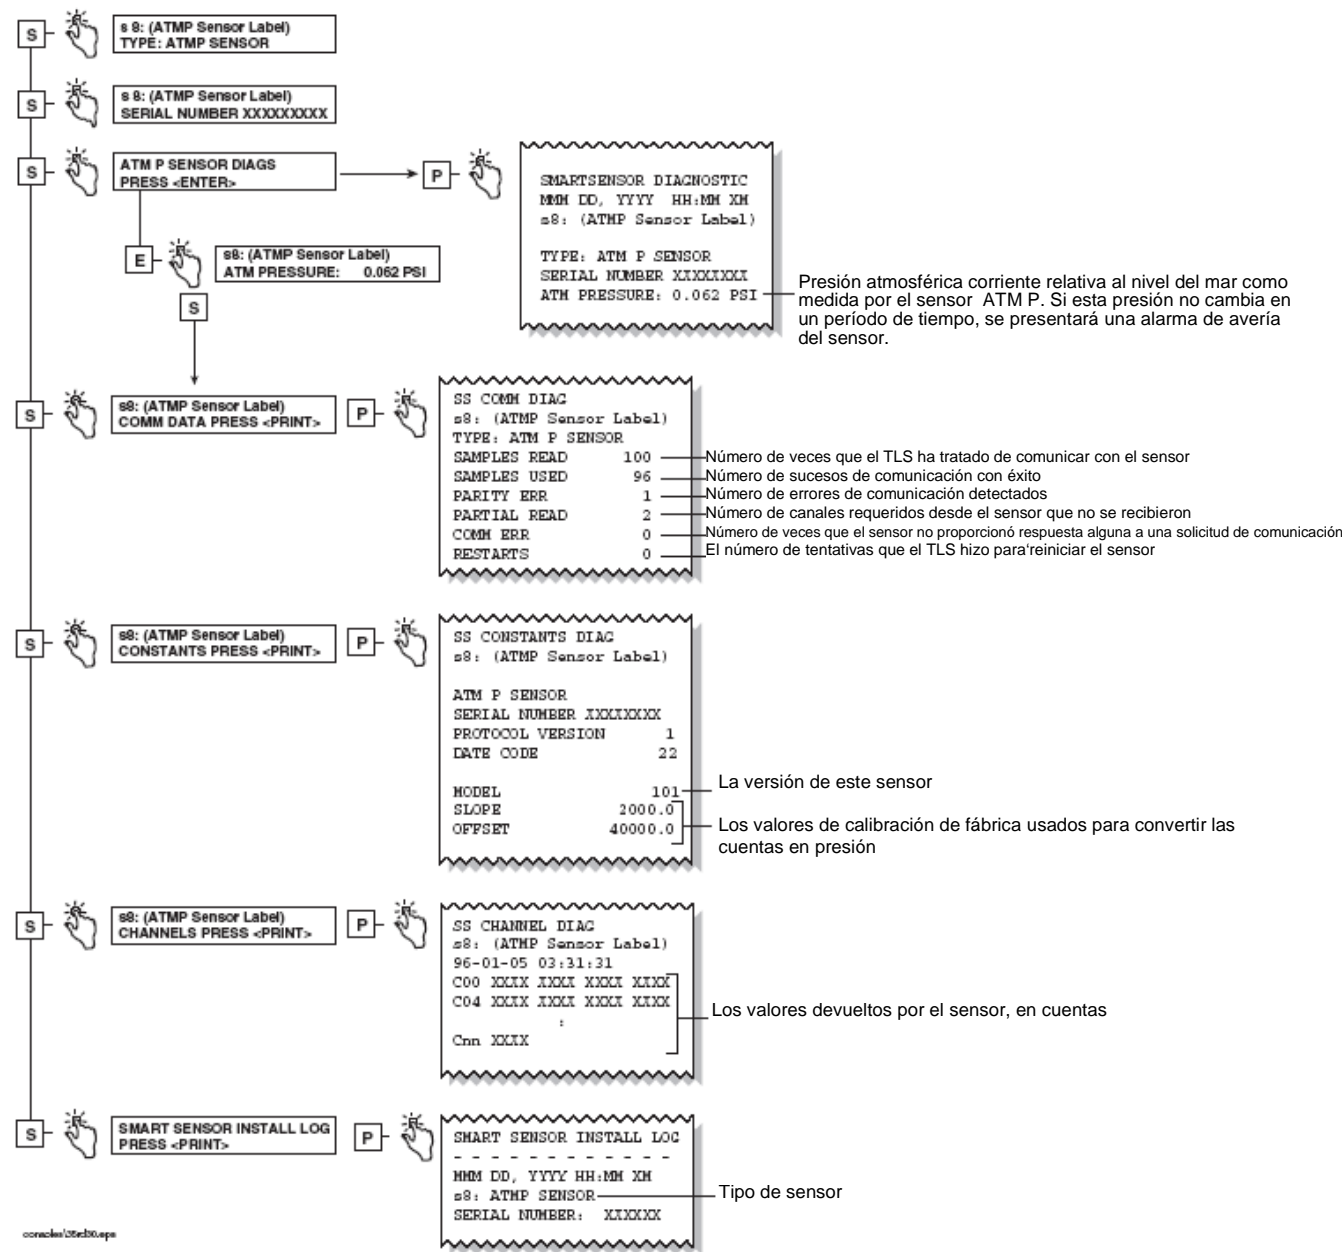 S
s 8: (ATMP Sensor Label)
TYPE: ATMP SENSOR
S
s 8: (ATMP Sensor Label)
SERIAL NUMBER XXXXXXXXX
S
ATM P SENSOR DIAGS
PRESS <ENTER>
P
SMARTSENSOR DIAGNOSTIC
MMM DD, YYYY HH:MM XM
s8: (ATMP Sensor Label)
TYPE: ATM P SENSOR
SERIAL NUMBER XXXXXXXX
ATM PRESSURE: 0.062 PSI
Presión atmosférica corriente relativa al nivel del mar como
medida por el sensor ATM P. Si esta presión no cambia en
un período de tiempo, se presentará una alarma de avería
del sensor.
E
s8: (ATMP Sensor Label)
ATM PRESSURE: 0.062 PSI
S
S
s8: (ATMP Sensor Label)
COMM DATA PRESS <PRINT>
P
SS COMM DIAG
s8: (ATMP Sensor Label)
TYPE: ATM P SENSOR
SAMPLES READ 100
Número de veces que el TLS ha tratado de comunicar con el sensor
SAMPLES USED 96
Número de sucesos de comunicación con éxito
PARITY ERR 1
Número de errores de comunicación detectados
PARTIAL READ 2
Número de canales requeridos desde el sensor que no se recibieron
COMM ERR 0
Número de veces que el sensor no proporcionó respuesta alguna a una solicitud de comunicación
RESTARTS 0
El número de tentativas que el TLS hizo para‘reiniciar el sensor
S
s8: (ATMP Sensor Label)
CONSTANTS PRESS <PRINT>
P
SS CONSTANTS DIAG
s8: (ATMP Sensor Label)
ATM P SENSOR
SERIAL NUMBER XXXXXXXX
PROTOCOL VERSION 1
DATE CODE 22
MODEL 101
La versión de este sensor
SLOPE 2000.0
OFFSET 40000.0
Los valores de calibración de fábrica usados para convertir las
cuentas en presión
S
s8: (ATMP Sensor Label)
CHANNELS PRESS <PRINT>
P
SS CHANNEL DIAG
s8: (ATMP Sensor Label)
96-01-05 03:31:31
C00 XXXX XXXX XXXX XXXX
C04 XXXX XXXX XXXX XXXX
:
Cnn XXXX
Los valores devueltos por el sensor, en cuentas
S
SMART SENSOR INSTALL LOG
PRESS <PRINT>
P
SMART SENSOR INSTALL LOG
- - - - - - - - - - - -
MMM DD, YYYY HH:MM XM
s8: ATMP SENSOR
Tipo de sensor
SERIAL NUMBER: XXXXXX